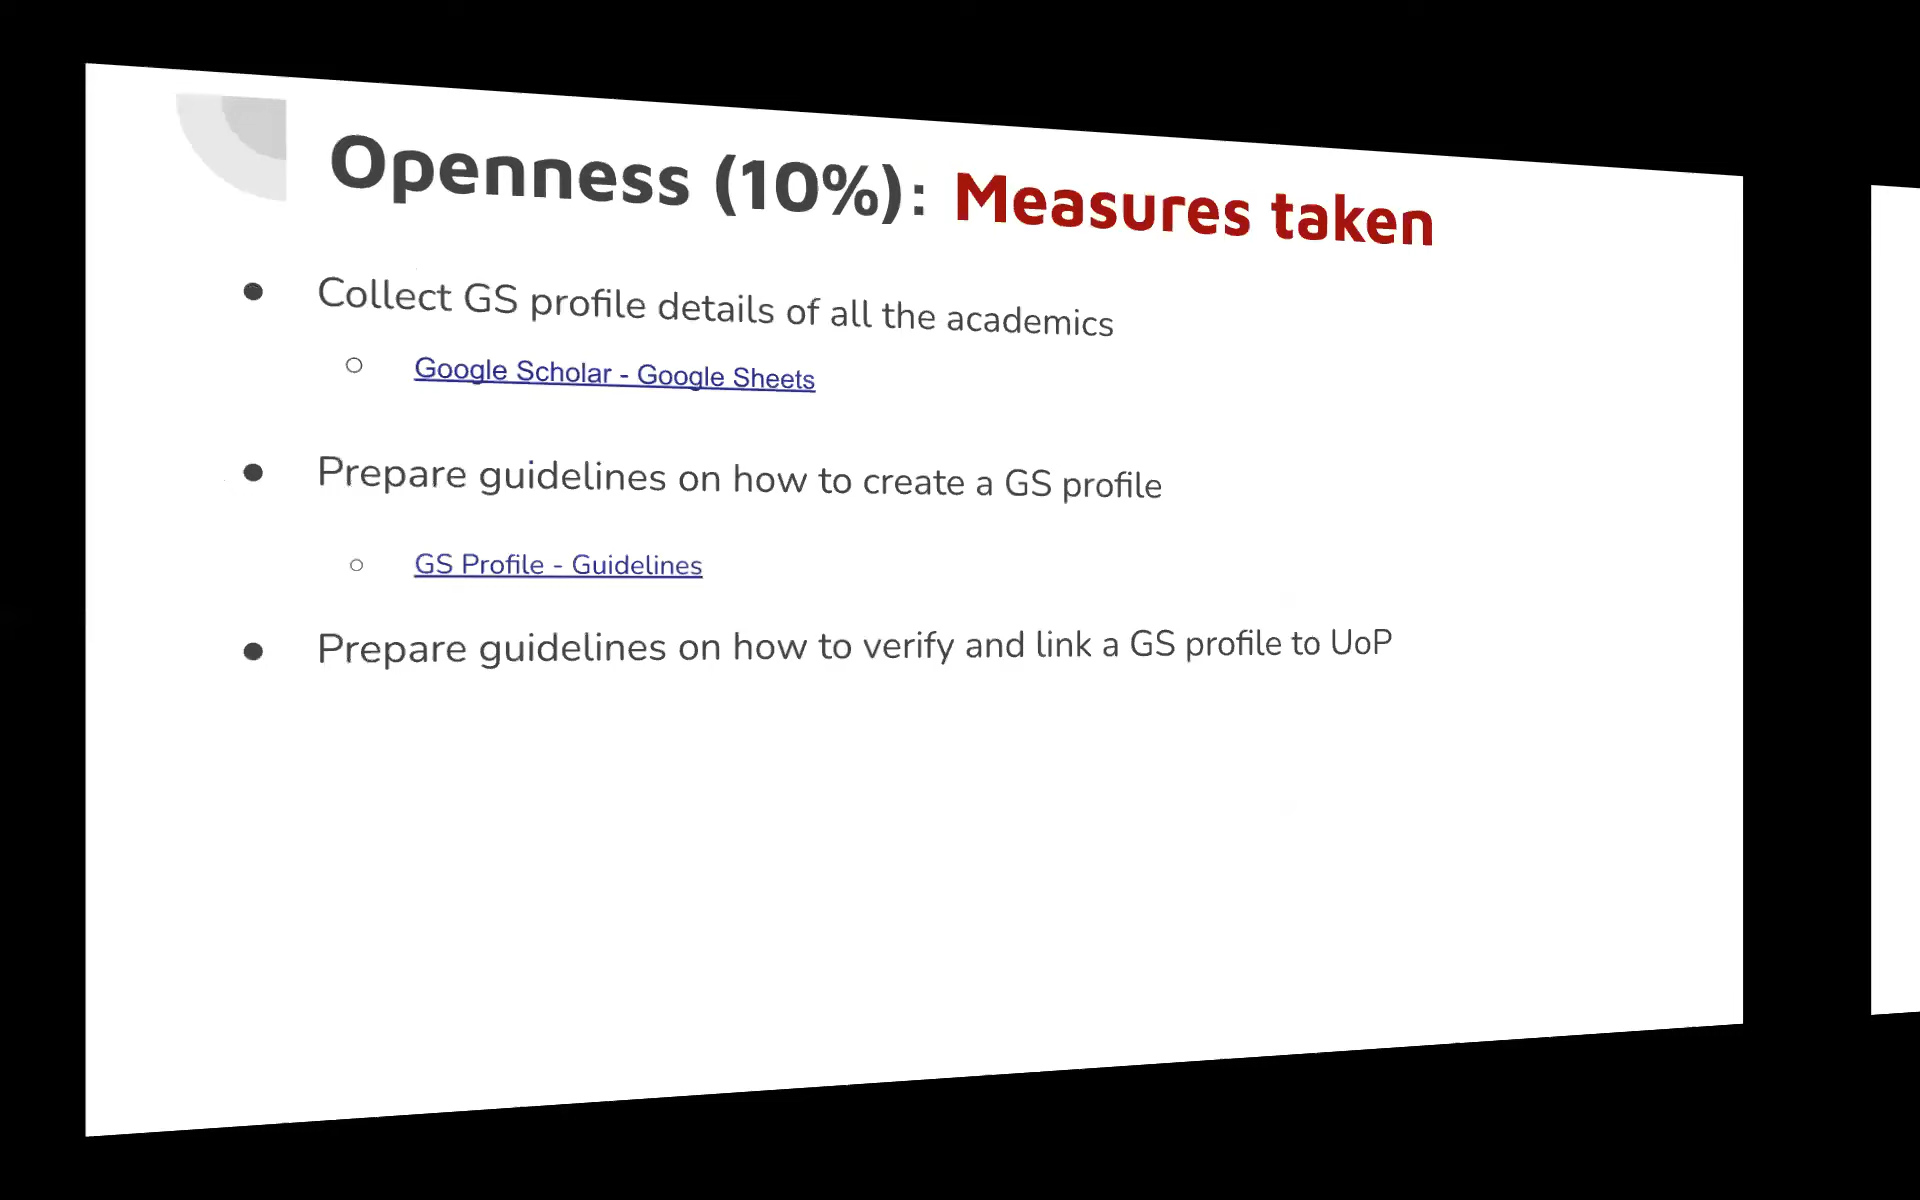 Openness (10%): Measures taken
● Collect GS profile details of all the academics
○ Google Scholar - Google Sheets
● Prepare guidelines on how to create a GS profile
○ GS Profile - Guidelines
● Prepare guidelines on how to verify and link a GS profile to UoP